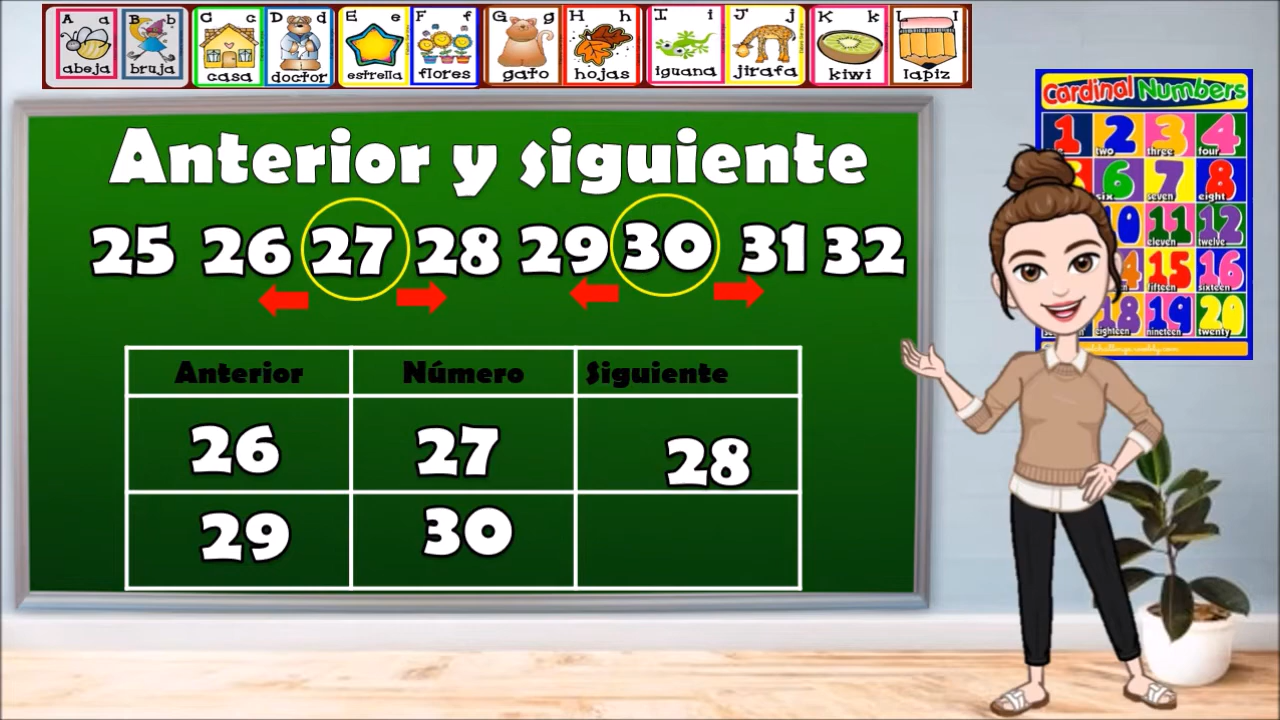 A a B b C c D d E e F f G g H h I i J j K k L l
abeja bruja casa doctor estrella flores gato hojas iguana jirafa kiwi lapiz
Anterior y siguiente
25 26 27 28 29 30 31 32
Anterior Número Siguiente
26 27 28
29 30
Cardinal Numbers
1 2 3 4
two three four
6 7 8
six seven eight
11 12
eleven twelve
15 16
fifteen sixteen
18 19 20
eighteen nineteen twenty